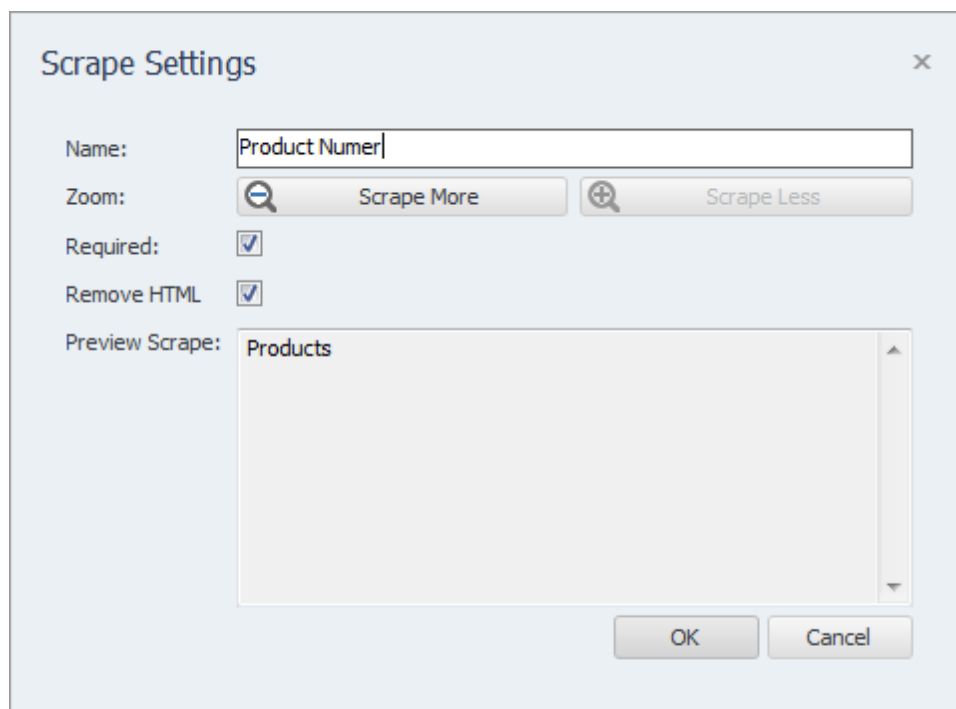 Scrape Settings
Name: Product Numer
Zoom: Scrape More Scrape Less
Required:
Remove HTML
Preview Scrape: Products
OK Cancel